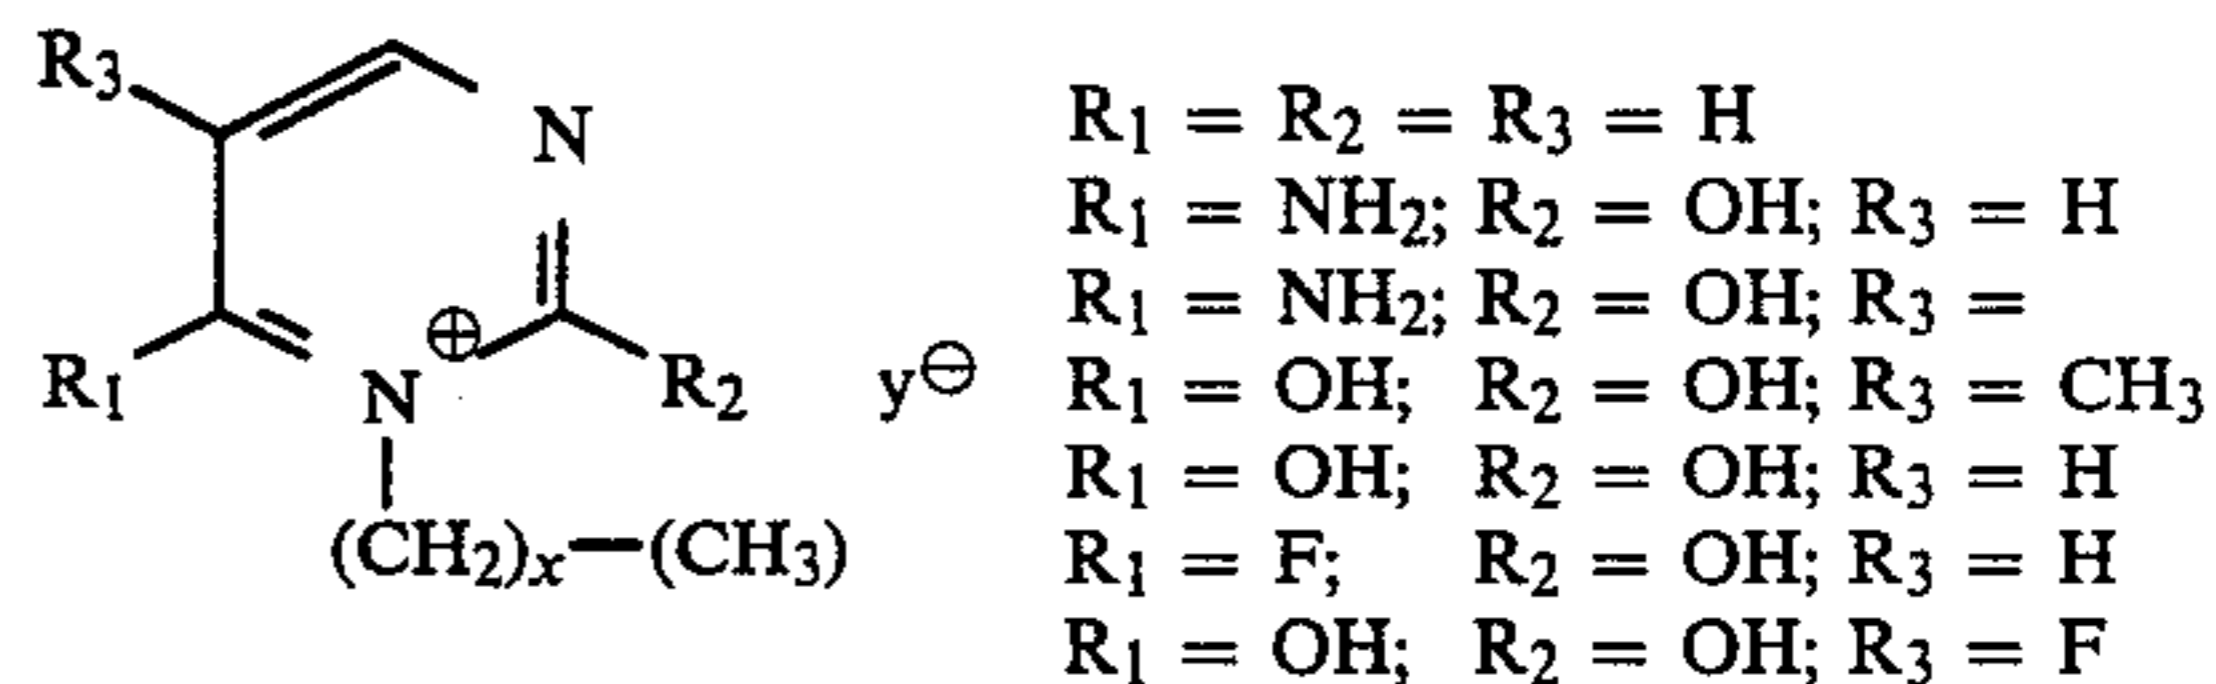 R₃
N
R₁
N
⊕
R₂
y⊖
(CH₂)ₓ—(CH₃)
R₁ = R₂ = R₃ = H
R₁ = NH₂; R₂ = OH; R₃ = H
R₁ = NH₂; R₂ = OH; R₃ =
R₁ = OH; R₂ = OH; R₃ = CH₃
R₁ = OH; R₂ = OH; R₃ = H
R₁ = F; R₂ = OH; R₃ = H
R₁ = OH; R₂ = OH; R₃ = F